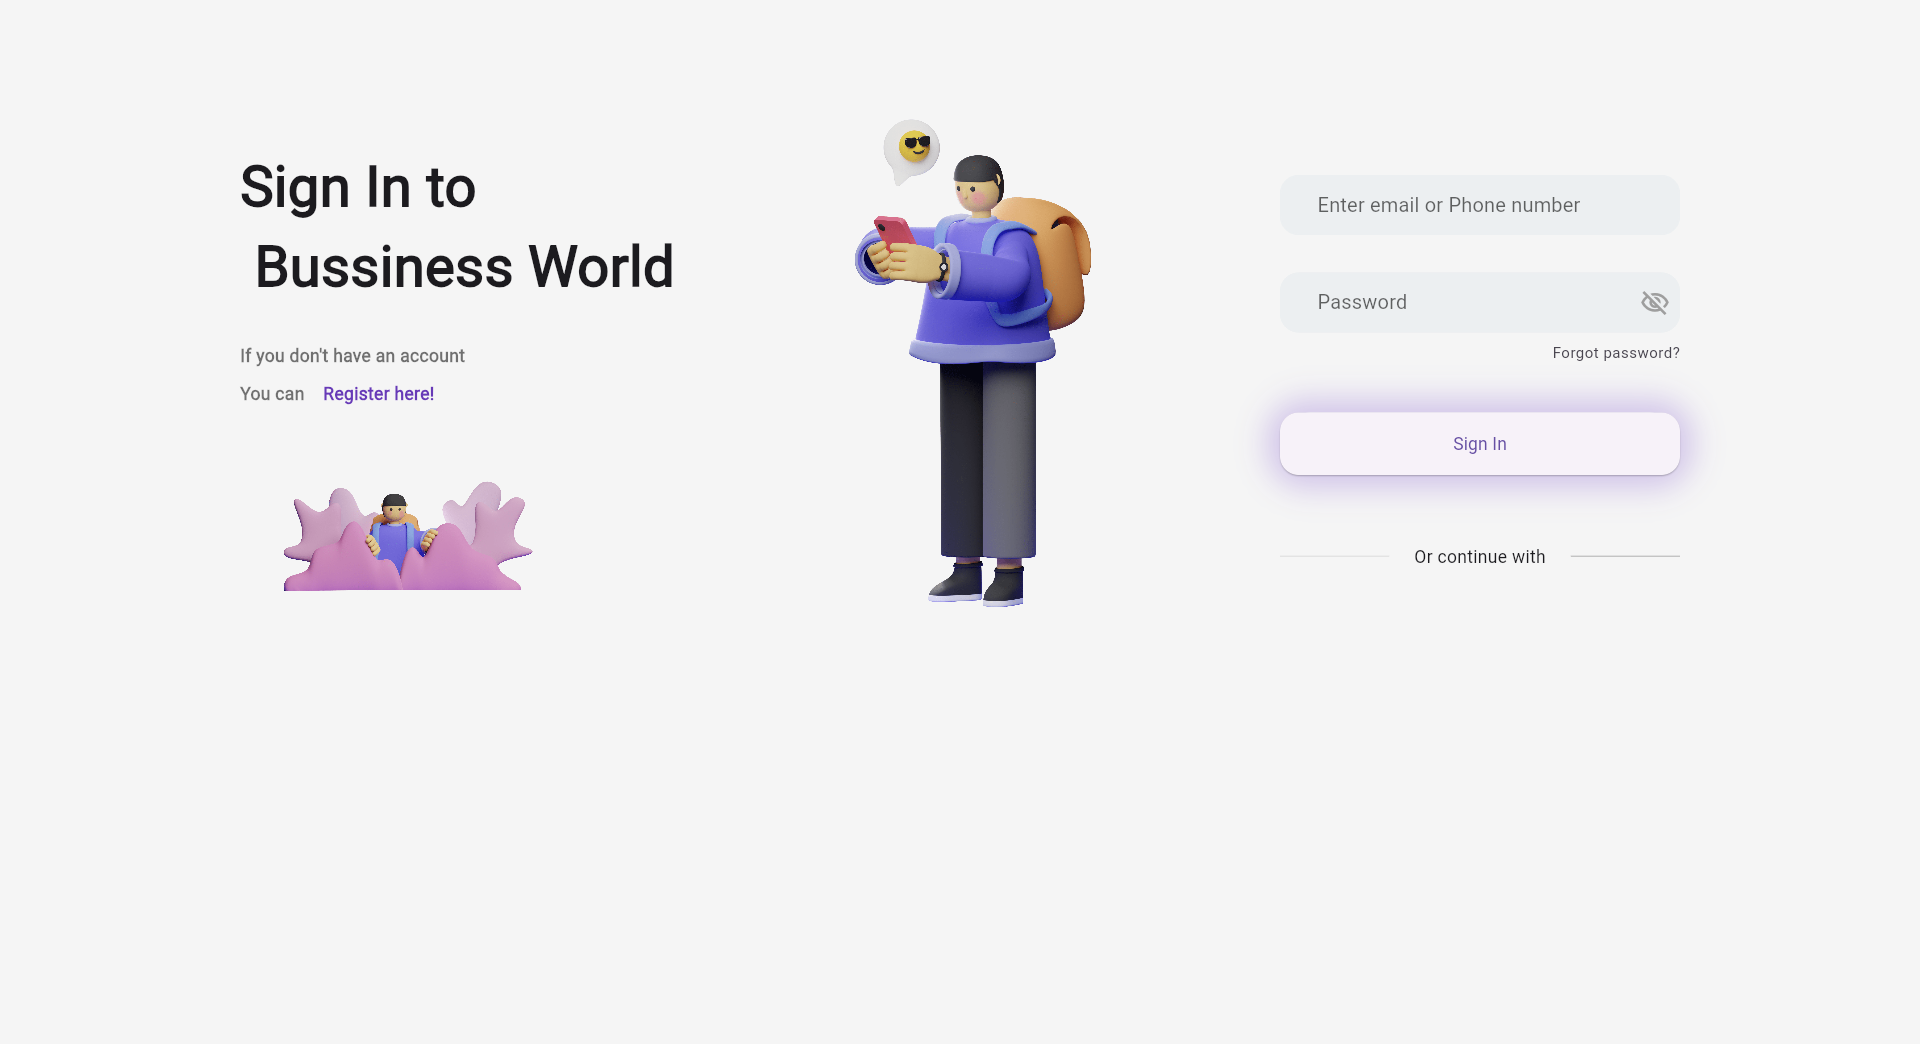 Sign In to
Bussiness World
If you don't have an account
You can Register here!
Enter email or Phone number
Password
Forgot password?
Sign In
Or continue with